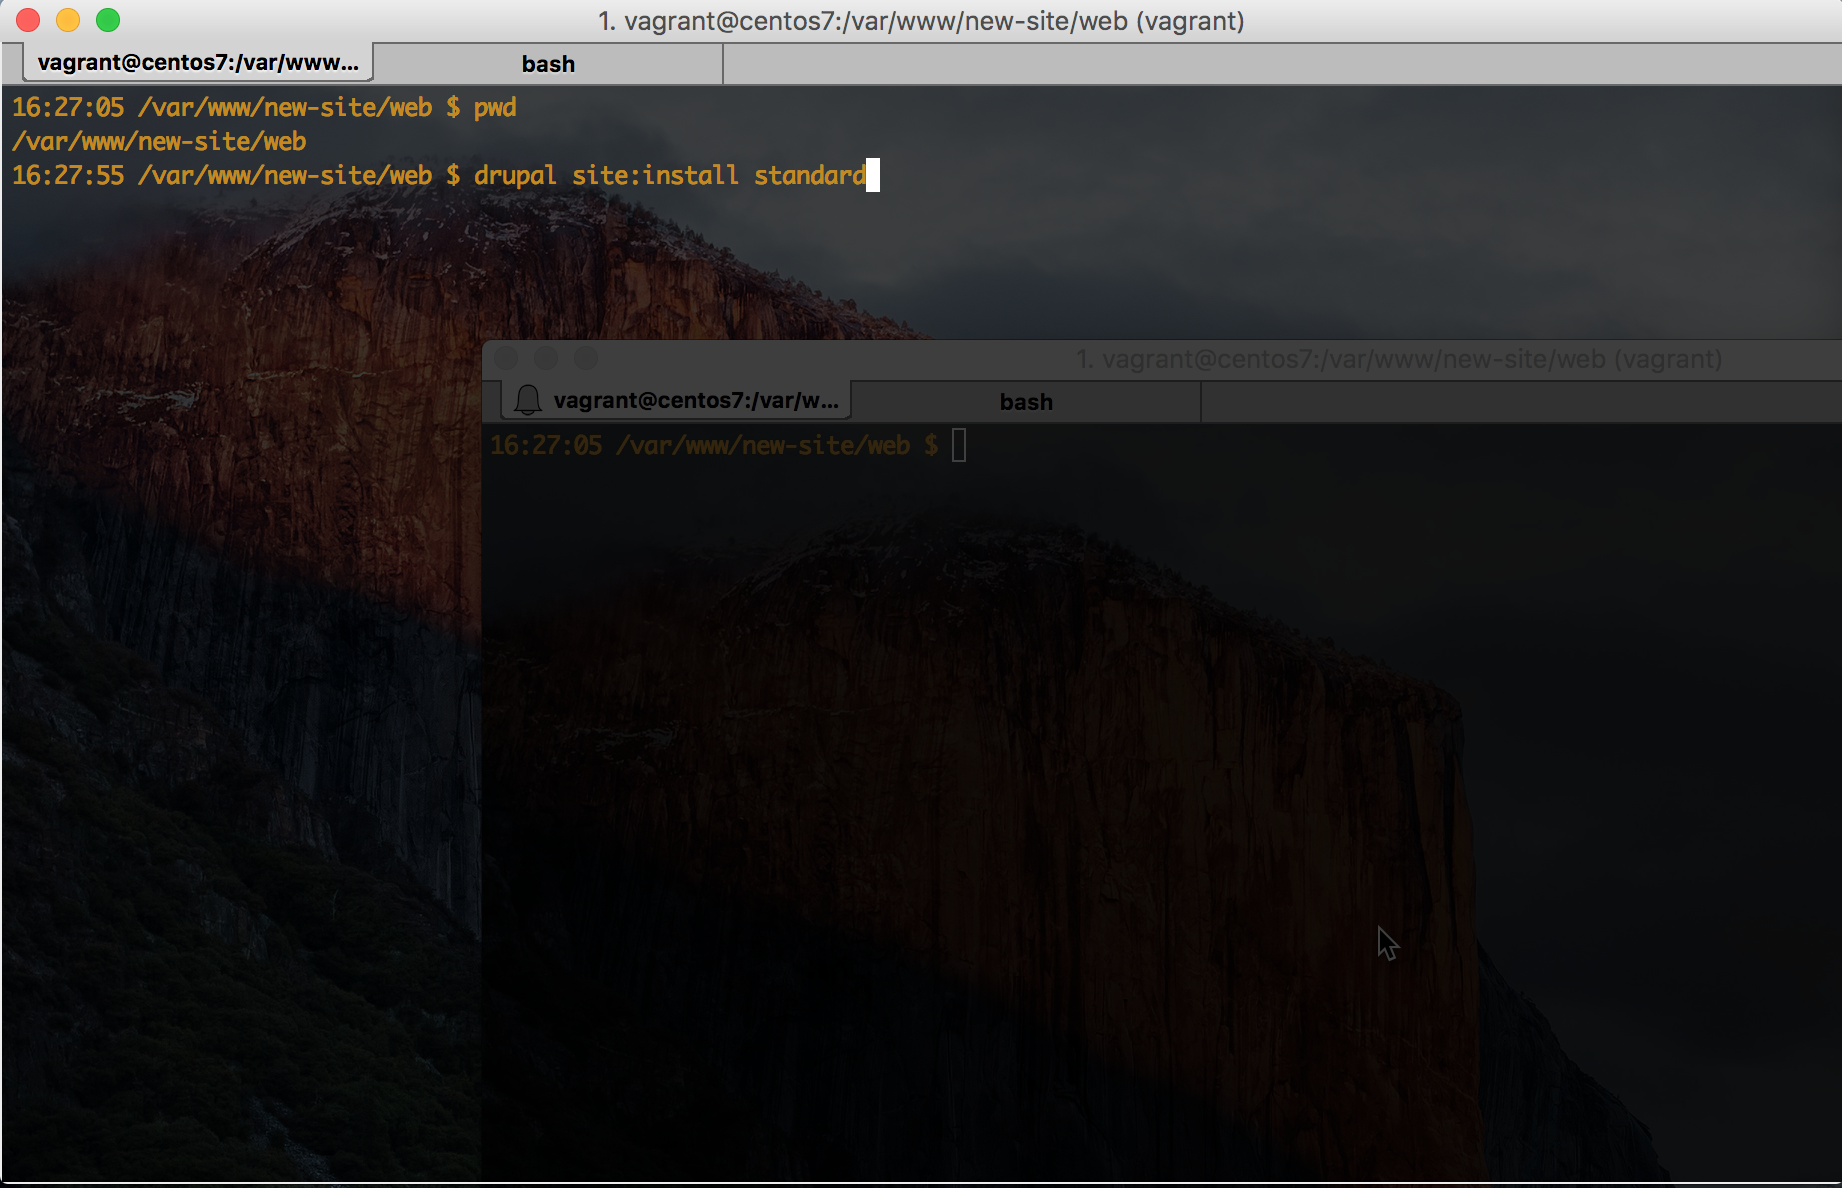 1. vagrant@centos7:/var/www/new-site/web (vagrant)
vagrant@centos7:/var/www... bash
16:27:05 /var/www/new-site/web $ pwd
/var/www/new-site/web
16:27:55 /var/www/new-site/web $ drupal site:install standard
1. vagrant@centos7:/var/www/new-site/web (vagrant)
vagrant@centos7:/var/w... bash
16:27:05 /var/www/new-site/web $